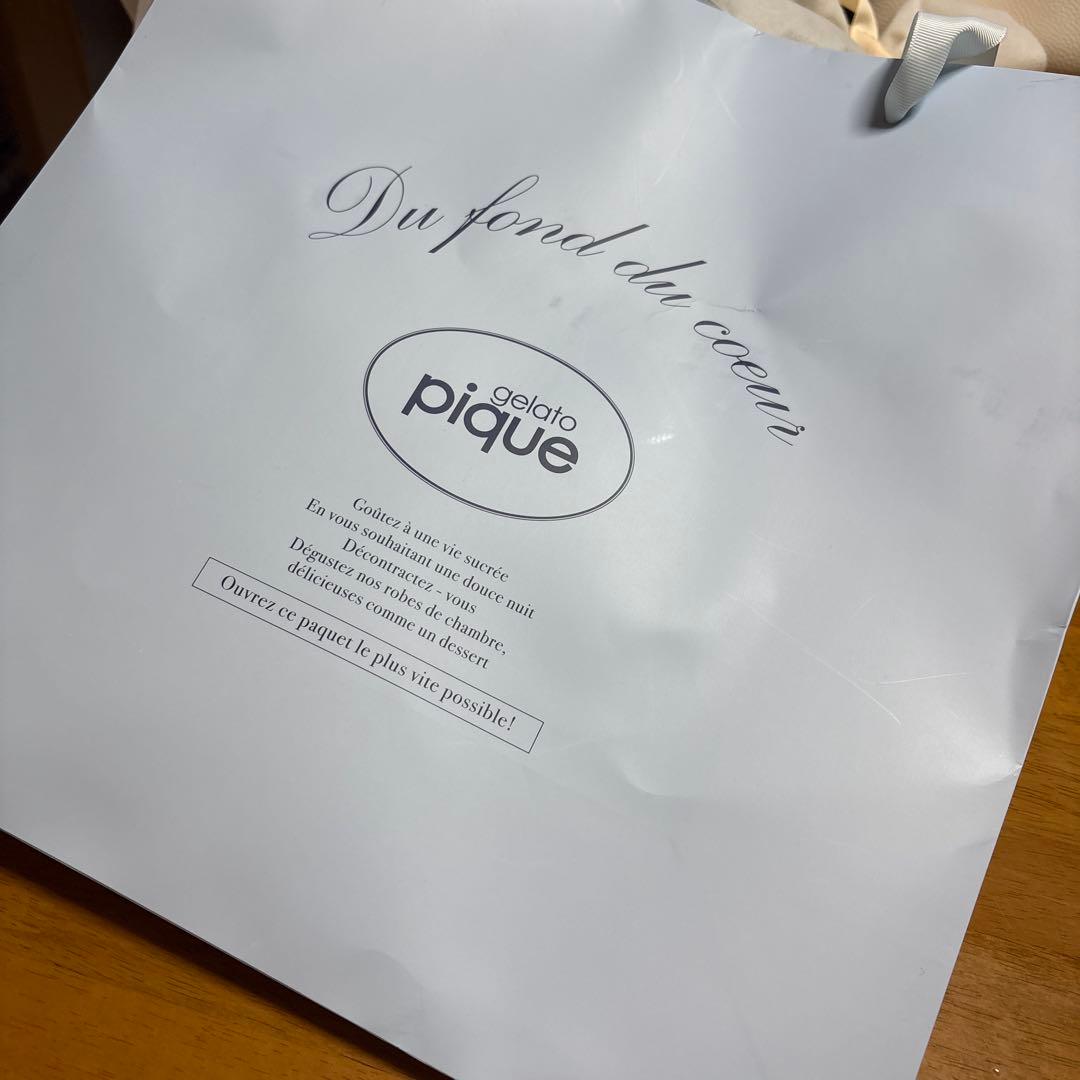 Du fond du coeur
gelato
pique
Goûtez à une vie sucrée
En vous souhaitant une douce nuit
Décontractez - vous
Dégustez nos robes de chambre,
délicieuses comme un dessert
Ouvrez ce paquet le plus vite possible!